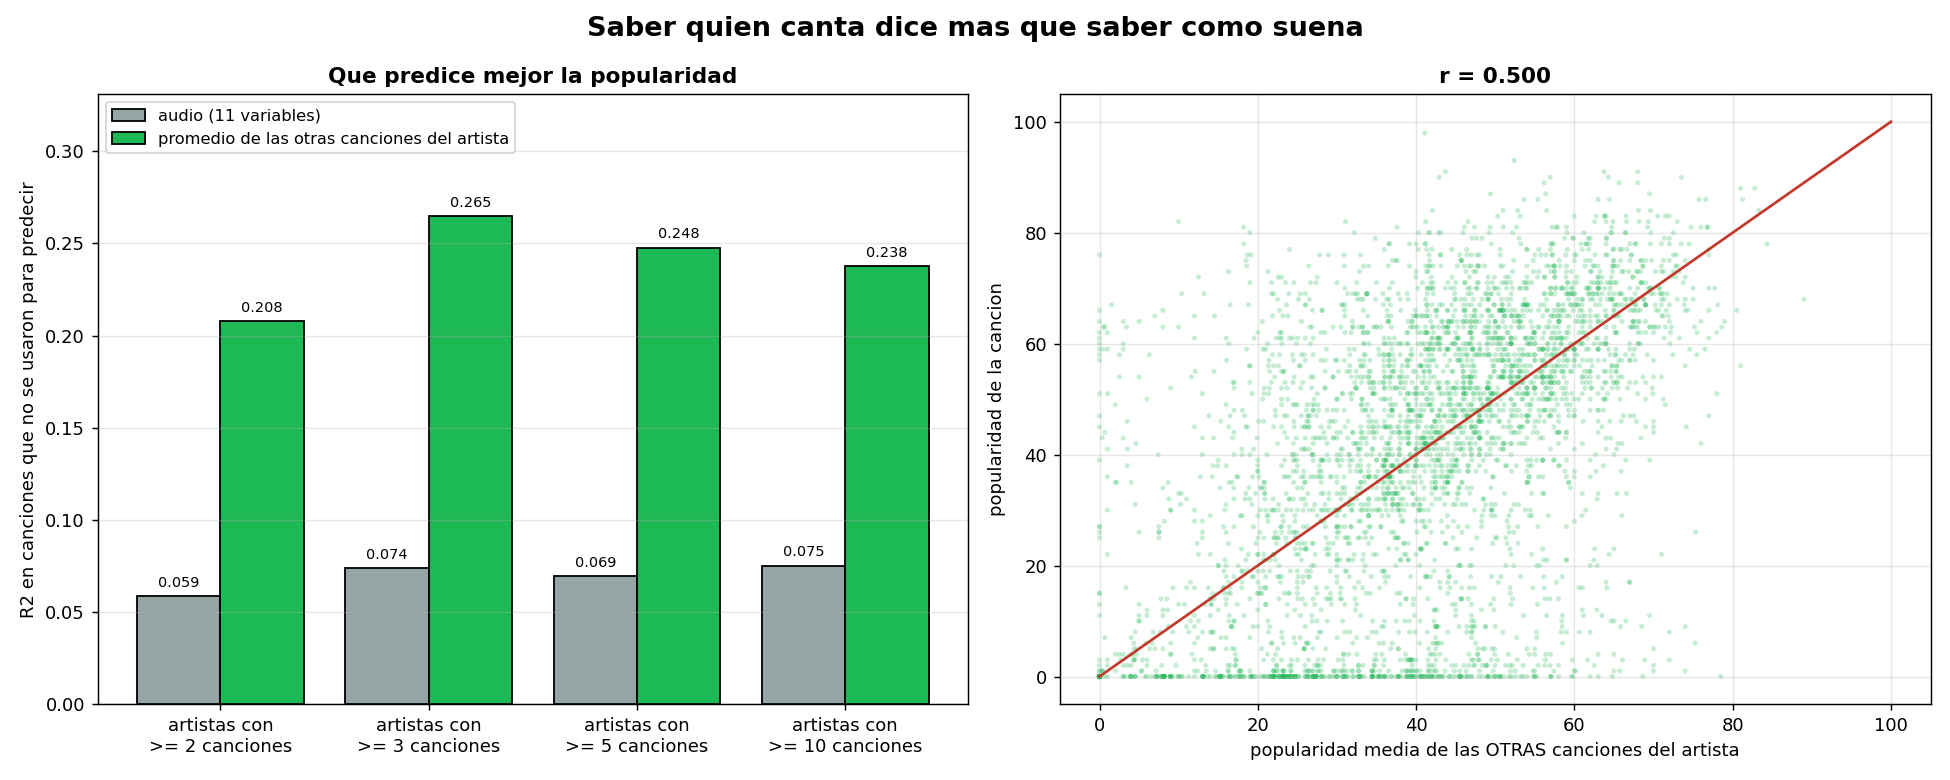 Saber quien canta dice mas que saber como suena
Que predice mejor la popularidad
audio (11 variables)
promedio de las otras canciones del artista
R2 en canciones que no se usaron para predecir
0.30
0.25
0.20
0.15
0.10
0.05
0.00
0.059
0.208
0.074
0.265
0.069
0.248
0.075
0.238
artistas con
>= 2 canciones
artistas con
>= 3 canciones
artistas con
>= 5 canciones
artistas con
>= 10 canciones
r = 0.500
popularidad de la cancion
100
80
60
40
20
0
0
20
40
60
80
100
popularidad media de las OTRAS canciones del artista